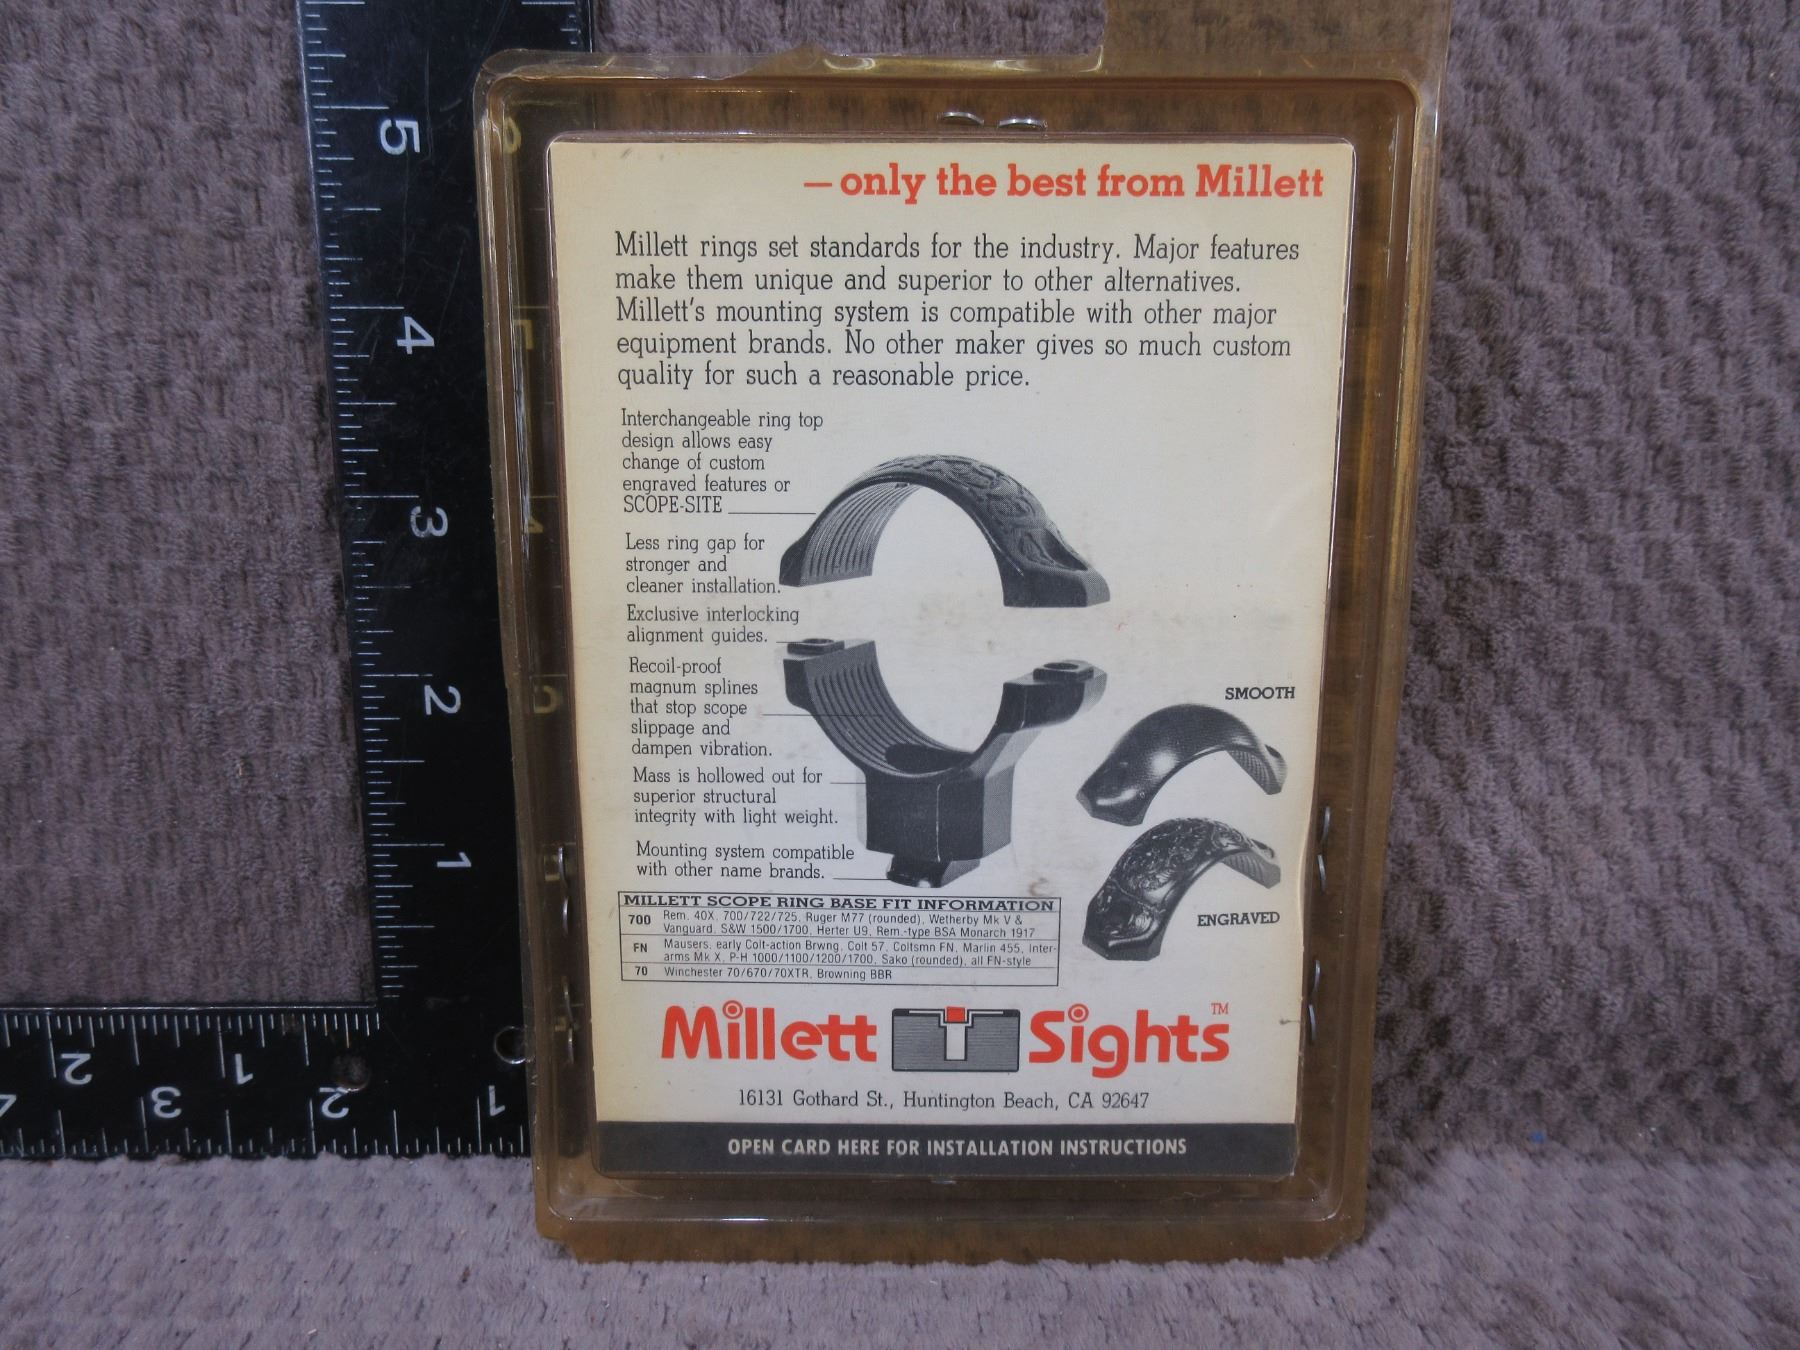 — only the best from Millett
Millett rings set standards for the industry. Major features
make them unique and superior to other alternatives.
Millett's mounting system is compatible with other major
equipment brands. No other maker gives so much custom
quality for such a reasonable price.
Interchangeable ring top
design allows easy
change of custom
engraved features or
SCOPE-SITE
Less ring gap for
stronger and
cleaner installation.
Exclusive interlocking
alignment guides.
Recoil-proof
magnum splines
that stop scope
slippage and
dampen vibration.
Mass is hollowed out for
superior structural
integrity with light weight.
Mounting system compatible
with other name brands.
SMOOTH
ENGRAVED
MILLETT SCOPE RING BASE FIT INFORMATION
700 Rem. 40X, 700/722/725, Ruger M77 (rounded), Wetherby Mk V &
Vanguard, S&W 1500/1700, Herter U9, Rem.-type BSA Monarch 1917
FN Mausers, early Colt-action Brwng, Colt 57, Coltsmn FN, Marlin 455, Inter-
arms Mk X, P-H 1000/1100/1200/1700, Sako (rounded), all FN-style
70 Winchester 70/670/70XTR, Browning BBR
Millett Sights TM
16131 Gothard St., Huntington Beach, CA 92647
OPEN CARD HERE FOR INSTALLATION INSTRUCTIONS
5
4
3
2
1
2 1
3 2 1